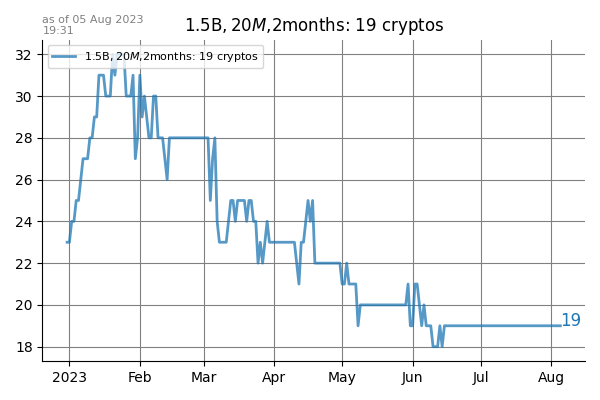 as of 05 Aug 2023
19:31
1.5B, 20M,2months: 19 cryptos
1.5B, 20M,2months: 19 cryptos
32
30
28
26
24
22
20
18
19
2023 Feb Mar Apr May Jun Jul Aug